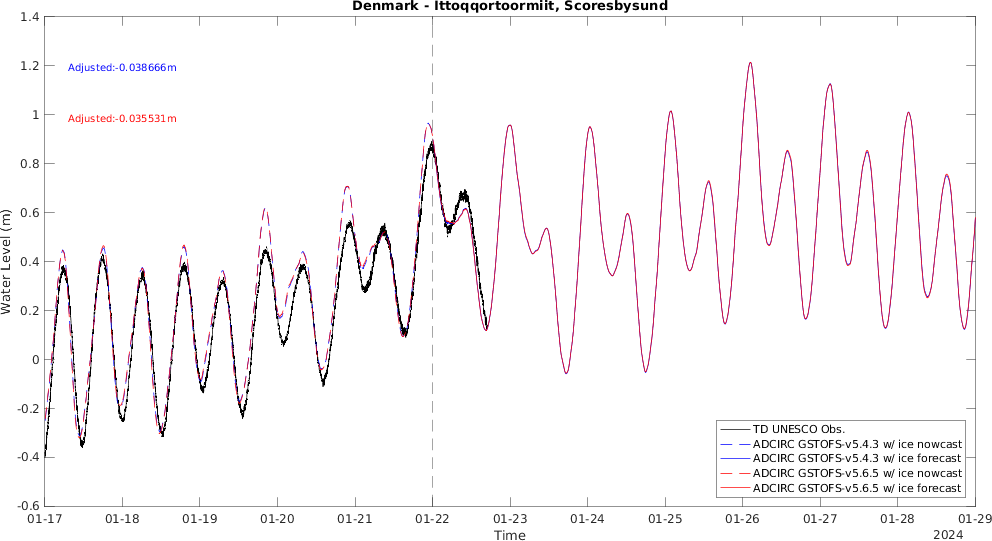 Denmark - Ittoqqortoormiit, Scoresbysund
1.4
1.2
1
0.8
0.6
0.4
0.2
0
-0.2
-0.4
-0.6
Water Level (m)
Adjusted:-0.038666m
Adjusted:-0.035531m
TD UNESCO Obs.
ADCIRC GSTOFS-v5.4.3 w/ ice nowcast
ADCIRC GSTOFS-v5.4.3 w/ ice forecast
ADCIRC GSTOFS-v5.6.5 w/ ice nowcast
ADCIRC GSTOFS-v5.6.5 w/ ice forecast
01-17 01-18 01-19 01-20 01-21 01-22 01-23 01-24 01-25 01-26 01-27 01-28 01-29
Time
2024